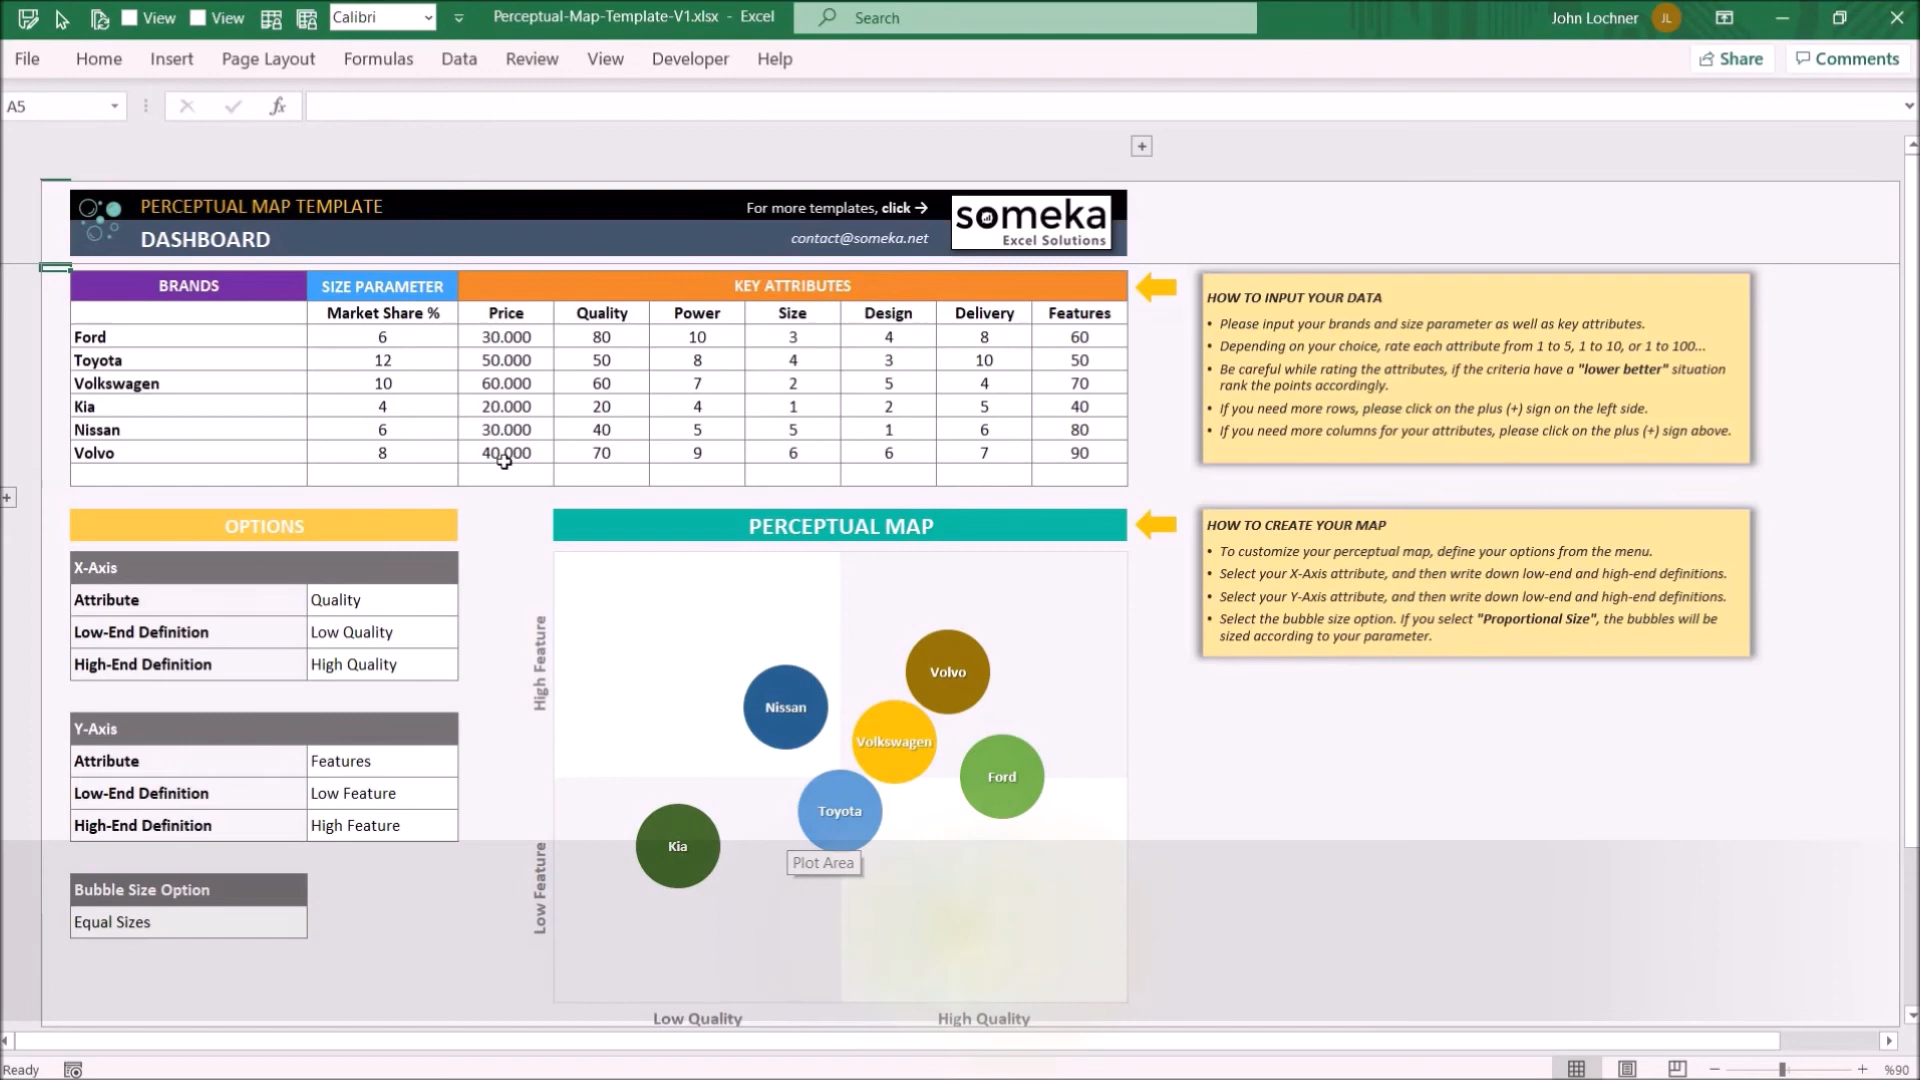 View View Calibri Perceptual-Map-Template-V1.xlsx - Excel Search John Lochner JL
File Home Insert Page Layout Formulas Data Review View Developer Help Share Comments
A5 fx
+
PERCEPTUAL MAP TEMPLATE
For more templates, click →
DASHBOARD
contact@someka.net
someka
Excel Solutions
BRANDS SIZE PARAMETER KEY ATTRIBUTES
Market Share % Price Quality Power Size Design Delivery Features
Ford 6 30.000 80 10 3 4 8 60
Toyota 12 50.000 50 8 4 3 10 50
Volkswagen 10 60.000 60 7 2 5 4 70
Kia 4 20.000 20 4 1 2 5 40
Nissan 6 30.000 40 5 5 1 6 80
Volvo 8 40.000 70 9 6 6 7 90
+
HOW TO INPUT YOUR DATA
• Please input your brands and size parameter as well as key attributes.
• Depending on your choice, rate each attribute from 1 to 5, 1 to 10, or 1 to 100...
• Be careful while rating the attributes, if the criteria have a "lower better" situation
rank the points accordingly.
• If you need more rows, please click on the plus (+) sign on the left side.
• If you need more columns for your attributes, please click on the plus (+) sign above.
OPTIONS
X-Axis
Attribute Quality
Low-End Definition Low Quality
High-End Definition High Quality
Y-Axis
Attribute Features
Low-End Definition Low Feature
High-End Definition High Feature
Bubble Size Option
Equal Sizes
PERCEPTUAL MAP
High Feature
Low Feature
Volvo
Nissan
Volkswagen
Ford
Toyota
Kia
Plot Area
Low Quality High Quality
HOW TO CREATE YOUR MAP
• To customize your perceptual map, define your options from the menu.
• Select your X-Axis attribute, and then write down low-end and high-end definitions.
• Select your Y-Axis attribute, and then write down low-end and high-end definitions.
• Select the bubble size option. If you select "Proportional Size", the bubbles will be
sized according to your parameter.
Ready %90